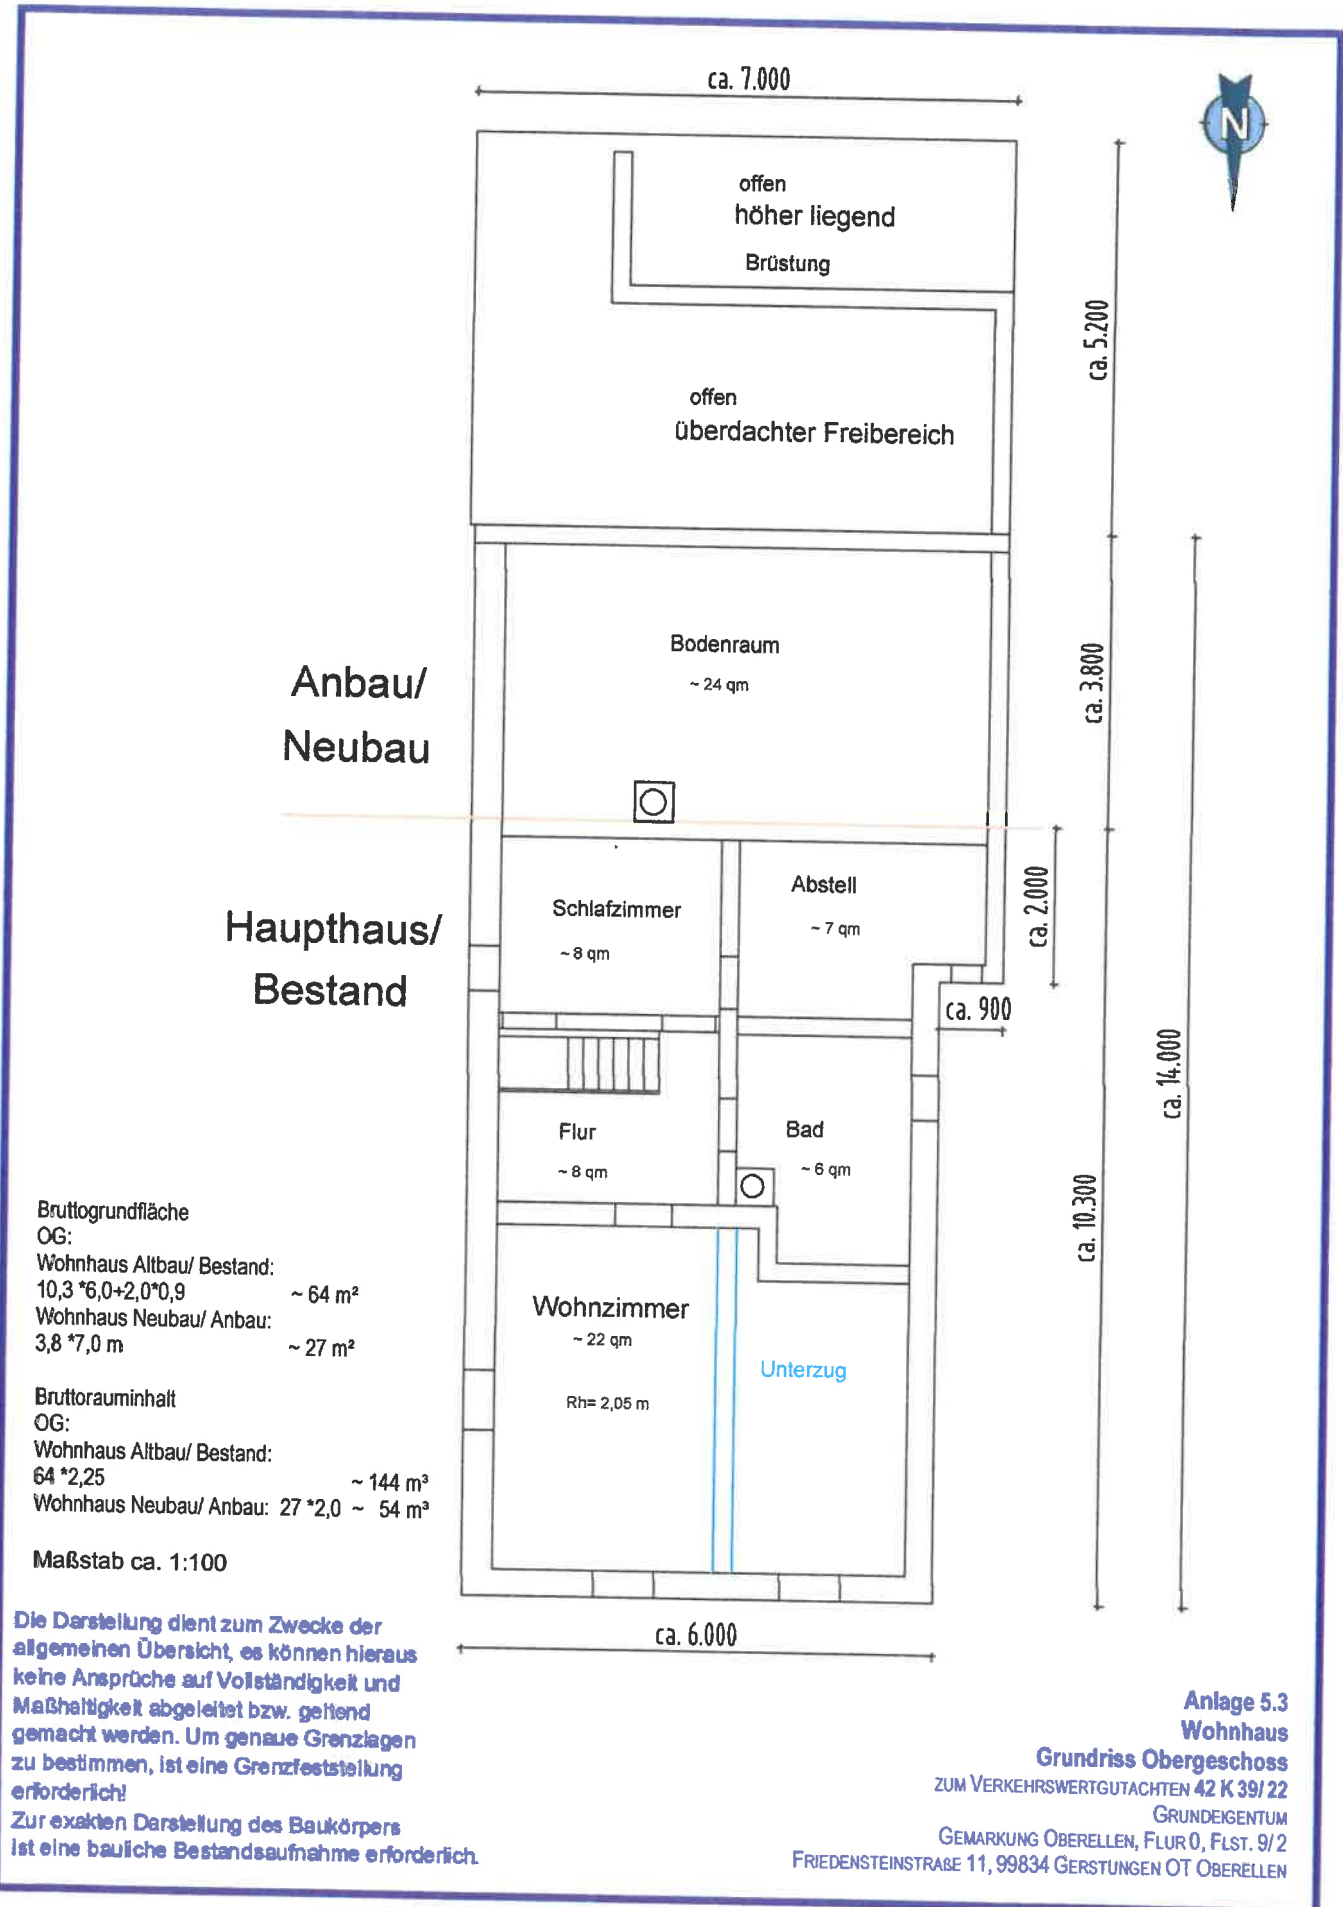 ca. 7.000
N
offen
höher liegend
Brüstung
ca. 5.200
offen
überdachter Freibereich
Anbau/
Neubau
Bodenraum
~ 24 qm
ca. 3.800
Haupthaus/
Bestand
Schlafzimmer
~ 8 qm
Abstell
~ 7 qm
ca. 2.000
ca. 900
ca. 14.000
Flur
~ 8 qm
Bad
~ 6 qm
ca. 10.300
Wohnzimmer
~ 22 qm
Rh= 2,05 m
Unterzug
ca. 6.000
Bruttogrundfläche
OG:
Wohnhaus Altbau/ Bestand:
10,3 *6,0+2,0*0,9 ~ 64 m²
Wohnhaus Neubau/ Anbau:
3,8 *7,0 m ~ 27 m²
Bruttorauminhalt
OG:
Wohnhaus Altbau/ Bestand:
64 *2,25 ~ 144 m³
Wohnhaus Neubau/ Anbau: 27 *2,0 ~ 54 m³
Maßstab ca. 1:100
Die Darstellung dient zum Zwecke der
allgemeinen Übersicht, es können hieraus
keine Ansprüche auf Vollständigkeit und
Maßhaltigkeit abgeleitet bzw. geltend
gemacht werden. Um genaue Grenzlagen
zu bestimmen, ist eine Grenzfeststellung
erforderlich!
Zur exakten Darstellung des Baukörpers
ist eine bauliche Bestandsaufnahme erforderlich.
Anlage 5.3
Wohnhaus
Grundriss Obergeschoss
ZUM VERKEHRSWERTGUTACHTEN 42 K 39/ 22
GRUNDEIGENTUM
GEMARKUNG OBERELLEN, FLUR 0, FLST. 9/ 2
FRIEDENSTEINSTRAßE 11, 99834 GERSTUNGEN OT OBERELLEN